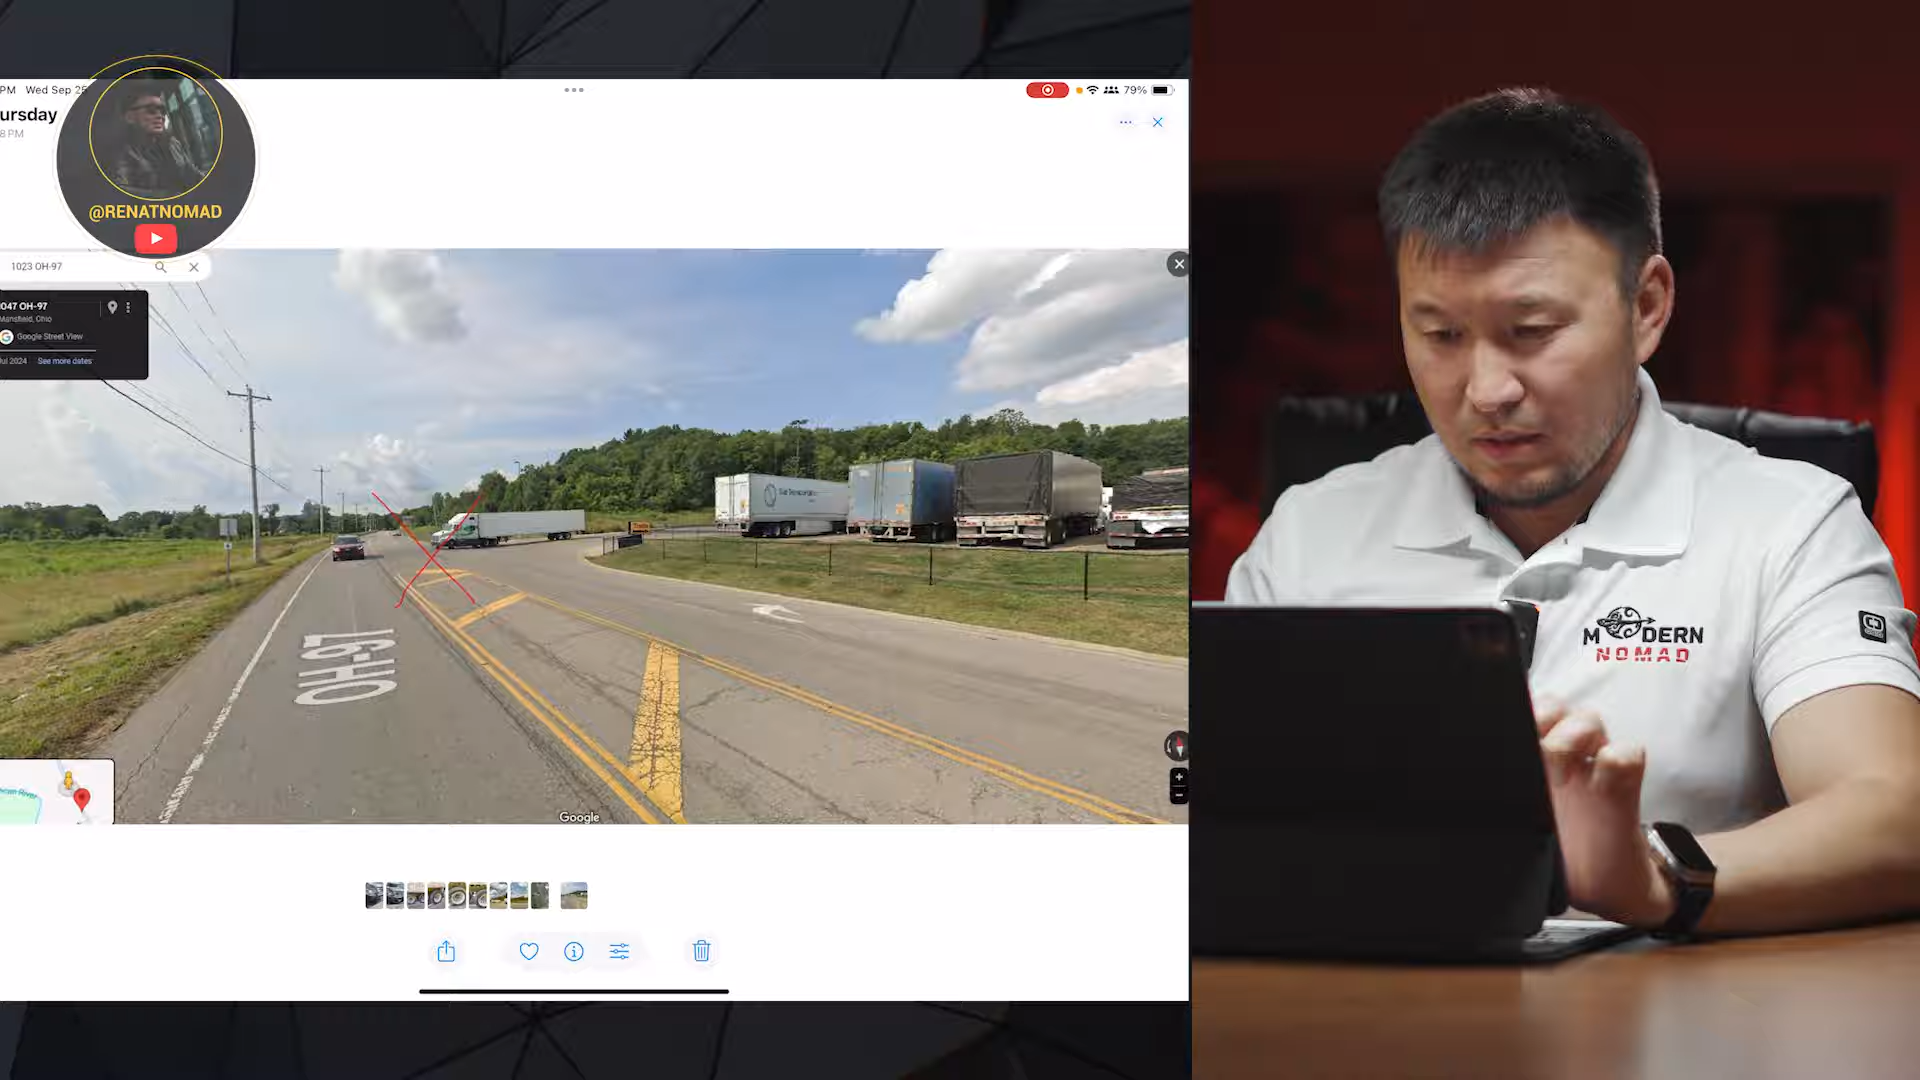 PM Wed Sep 25
79%
ursday
8 PM
@RENATNOMAD
1023 OH-97
047 OH-97
Mansfield, Ohio
Google Street View
Jul 2024 See more dates
OH-97
Google
MODERN
NOMAD